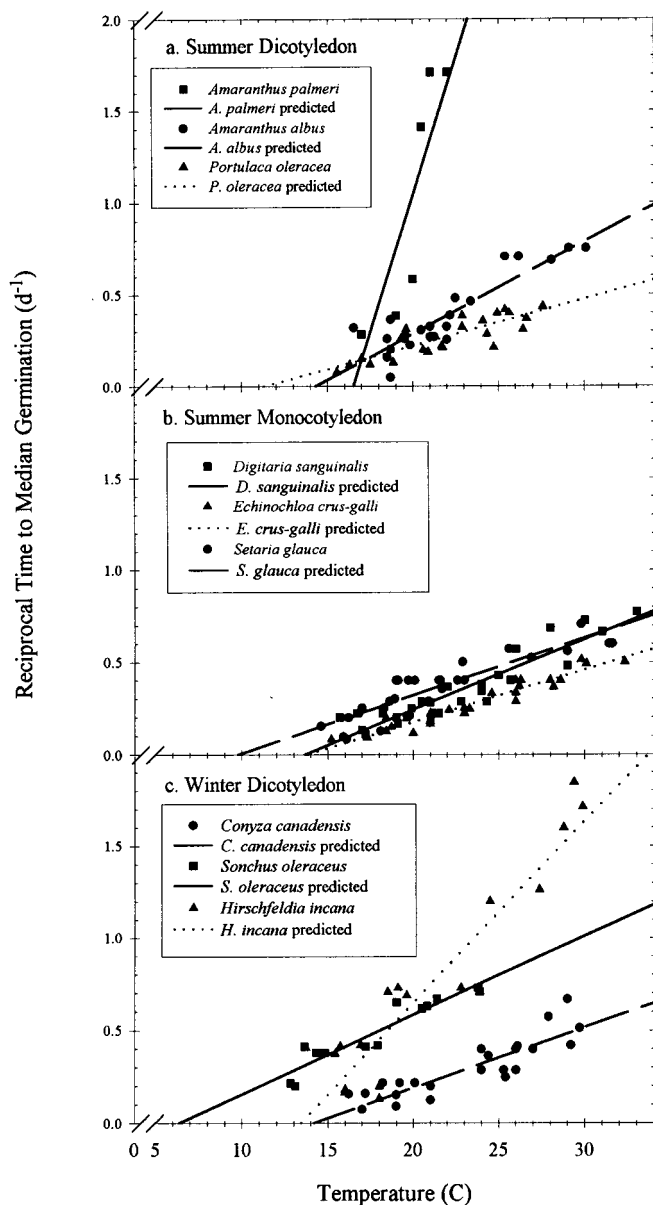 2.0
a. Summer Dicotyledon
Amaranthus palmeri
A. palmeri predicted
Amaranthus albus
A. albus predicted
Portulaca oleracea
P. oleracea predicted
1.5
1.0
0.5
0.0
b. Summer Monocotyledon
Digitaria sanguinalis
D. sanguinalis predicted
Echinochloa crus-galli
E. crus-galli predicted
Setaria glauca
S. glauca predicted
1.5
1.0
0.5
0.0
c. Winter Dicotyledon
Conyza canadensis
C. canadensis predicted
Sonchus oleraceus
S. oleraceus predicted
Hirschfeldia incana
H. incana predicted
1.5
1.0
0.5
0.0
0 5 10 15 20 25 30
Temperature (C)
Reciprocal Time to Median Germination (d⁻¹)